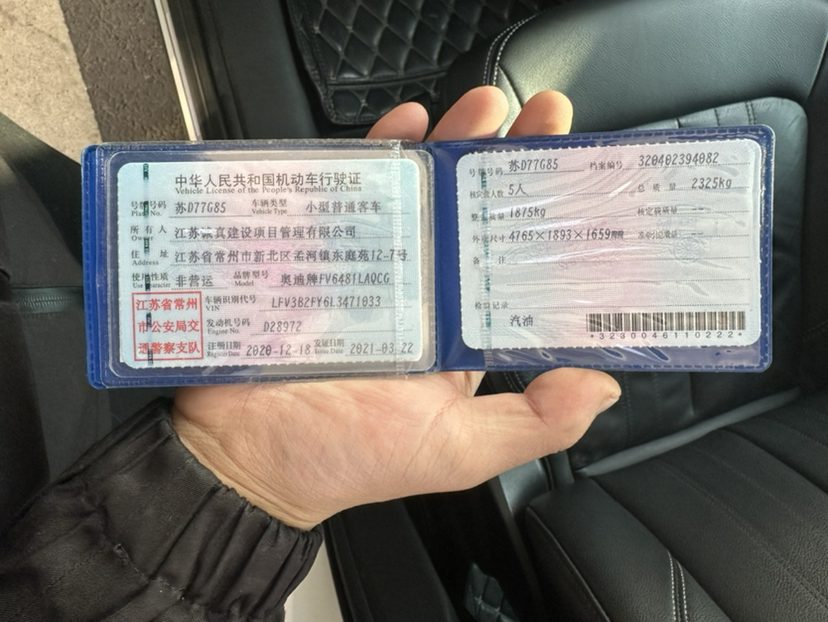 中华人民共和国机动车行驶证
Vehicle License of the People's Republic of China
号牌号码 苏D77G85 车辆类型 小型普通客车
Plate No. Vehicle Type
所有人 江苏 真建设项目管理有限公司
Owner
住址 江苏省常州市新北区孟河镇东庭苑12-7号
Address
使用性质 非营运 品牌型号 奥迪牌FV6481LAQCG
Use Character Model
江苏省常州
市公安局交
通警察支队
车辆识别代号 LFV3B2FY6L3471033
VIN
发动机号码 D28972
Engine No.
注册日期 2020-12-18 发证日期 2021-03-22
Register Date Issue Date
号牌号码 苏D77G85 档案编号 320402394082
核定载人数 5人 总质量 2325kg
整备质量 1875kg 核定载质量 --
外廓尺寸 4765×1893×1659mm 准牵引总质量 --
备注
检验记录
汽油
*3230046110222*